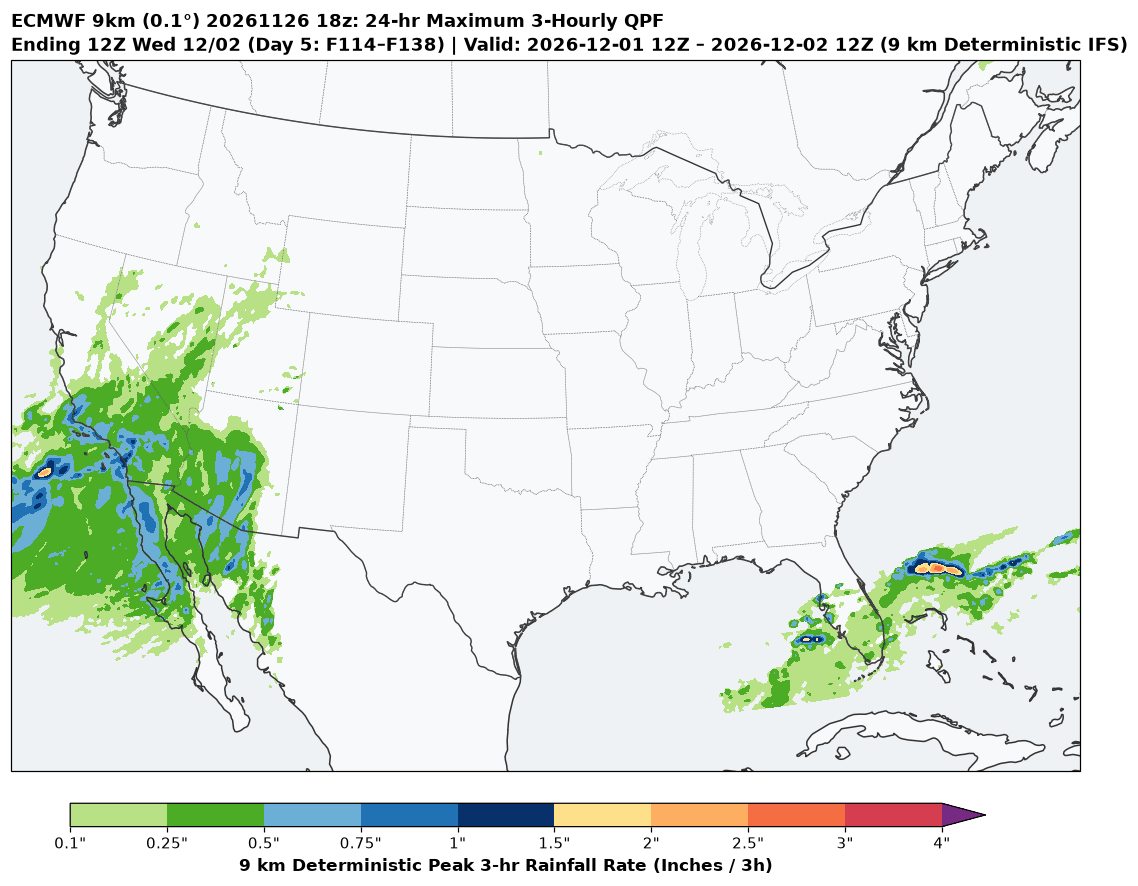 ECMWF 9km (0.1°) 20261126 18z: 24-hr Maximum 3-Hourly QPF
Ending 12Z Wed 12/02 (Day 5: F114–F138) | Valid: 2026-12-01 12Z – 2026-12-02 12Z (9 km Deterministic IFS)
0.1" 0.25" 0.5" 0.75" 1" 1.5" 2" 2.5" 3" 4"
9 km Deterministic Peak 3-hr Rainfall Rate (Inches / 3h)